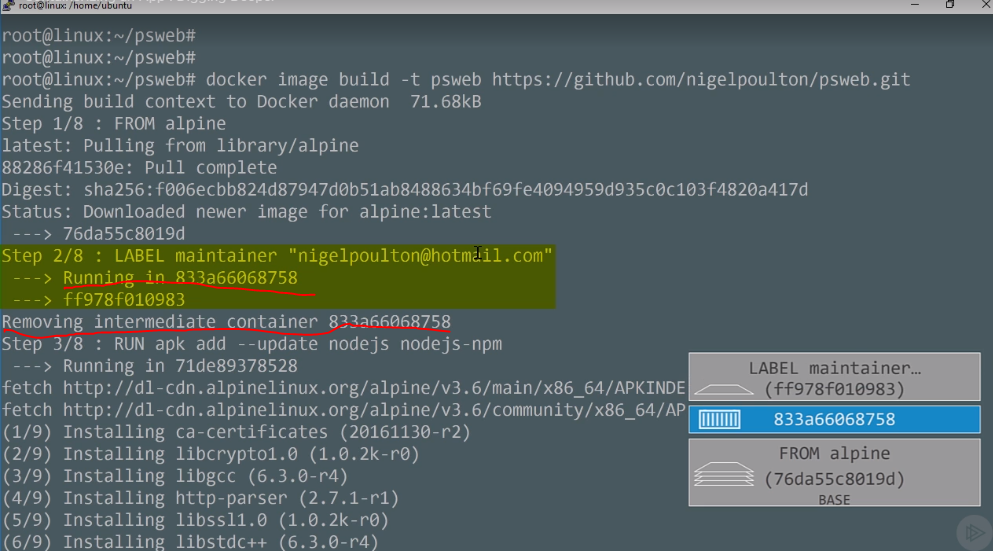 root@linux: /home/ubuntu
root@linux:~/psweb#
root@linux:~/psweb#
root@linux:~/psweb# docker image build -t psweb https://github.com/nigelpoulton/psweb.git
Sending build context to Docker daemon  71.68kB
Step 1/8 : FROM alpine
latest: Pulling from library/alpine
88286f41530e: Pull complete
Digest: sha256:f006ecbb824d87947d0b51ab8488634bf69fe4094959d935c0c103f4820a417d
Status: Downloaded newer image for alpine:latest
 ---> 76da55c8019d
Step 2/8 : LABEL maintainer "nigelpoulton@hotmail.com"
 ---> Running in 833a66068758
 ---> ff978f010983
Removing intermediate container 833a66068758
Step 3/8 : RUN apk add --update nodejs nodejs-npm
 ---> Running in 71de89378528
fetch http://dl-cdn.alpinelinux.org/alpine/v3.6/main/x86_64/APKINDE
fetch http://dl-cdn.alpinelinux.org/alpine/v3.6/community/x86_64/AP
(1/9) Installing ca-certificates (20161130-r2)
(2/9) Installing libcrypto1.0 (1.0.2k-r0)
(3/9) Installing libgcc (6.3.0-r4)
(4/9) Installing http-parser (2.7.1-r1)
(5/9) Installing libssl1.0 (1.0.2k-r0)
(6/9) Installing libstdc++ (6.3.0-r4)
LABEL maintainer…
(ff978f010983)
833a66068758
FROM alpine
(76da55c8019d)
BASE